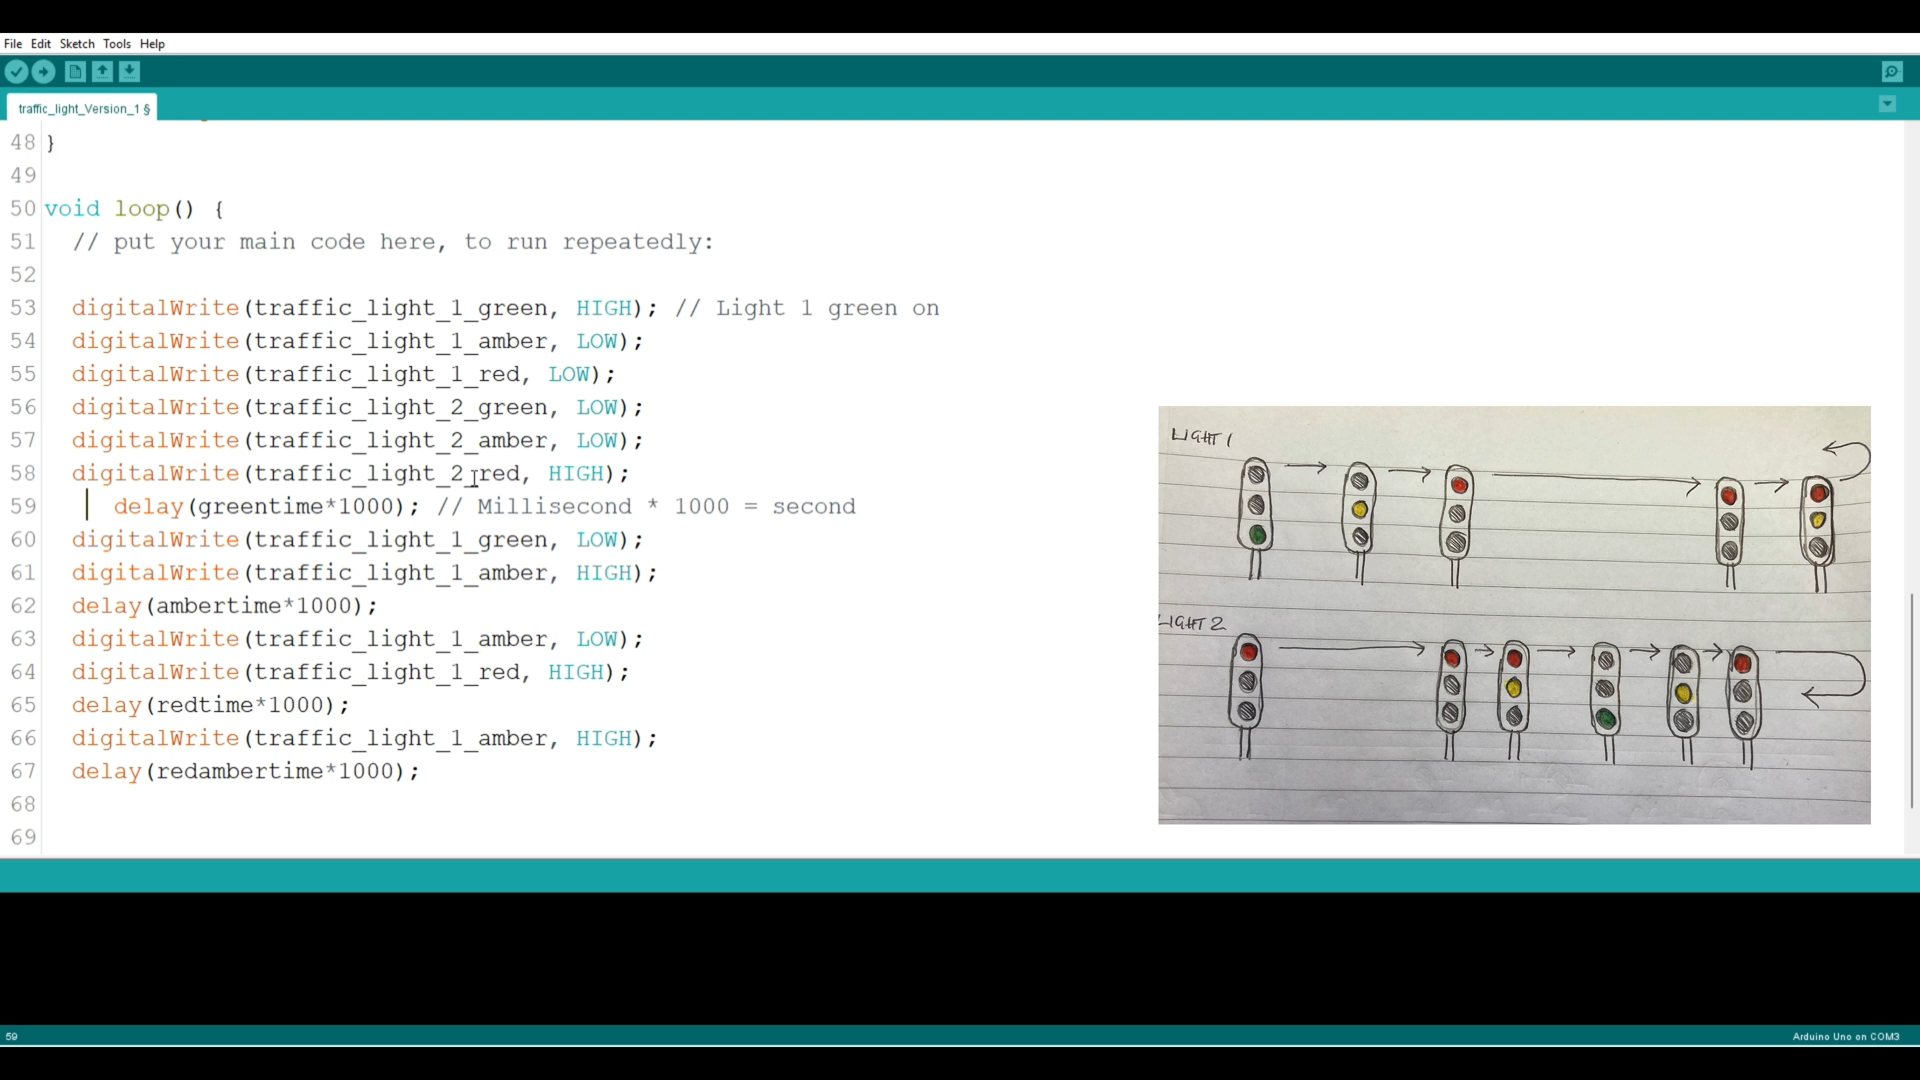 File Edit Sketch Tools Help
traffic_light_Version_1 §
48 }
49
50 void loop() {
51 // put your main code here, to run repeatedly:
52
53 digitalWrite(traffic_light_1_green, HIGH); // Light 1 green on
54 digitalWrite(traffic_light_1_amber, LOW);
55 digitalWrite(traffic_light_1_red, LOW);
56 digitalWrite(traffic_light_2_green, LOW);
57 digitalWrite(traffic_light_2_amber, LOW);
58 digitalWrite(traffic_light_2_red, HIGH);
59 delay(greentime*1000); // Millisecond * 1000 = second
60 digitalWrite(traffic_light_1_green, LOW);
61 digitalWrite(traffic_light_1_amber, HIGH);
62 delay(ambertime*1000);
63 digitalWrite(traffic_light_1_amber, LOW);
64 digitalWrite(traffic_light_1_red, HIGH);
65 delay(redtime*1000);
66 digitalWrite(traffic_light_1_amber, HIGH);
67 delay(redambertime*1000);
68
69
LIGHT 1
LIGHT 2
59
Arduino Uno on COM3